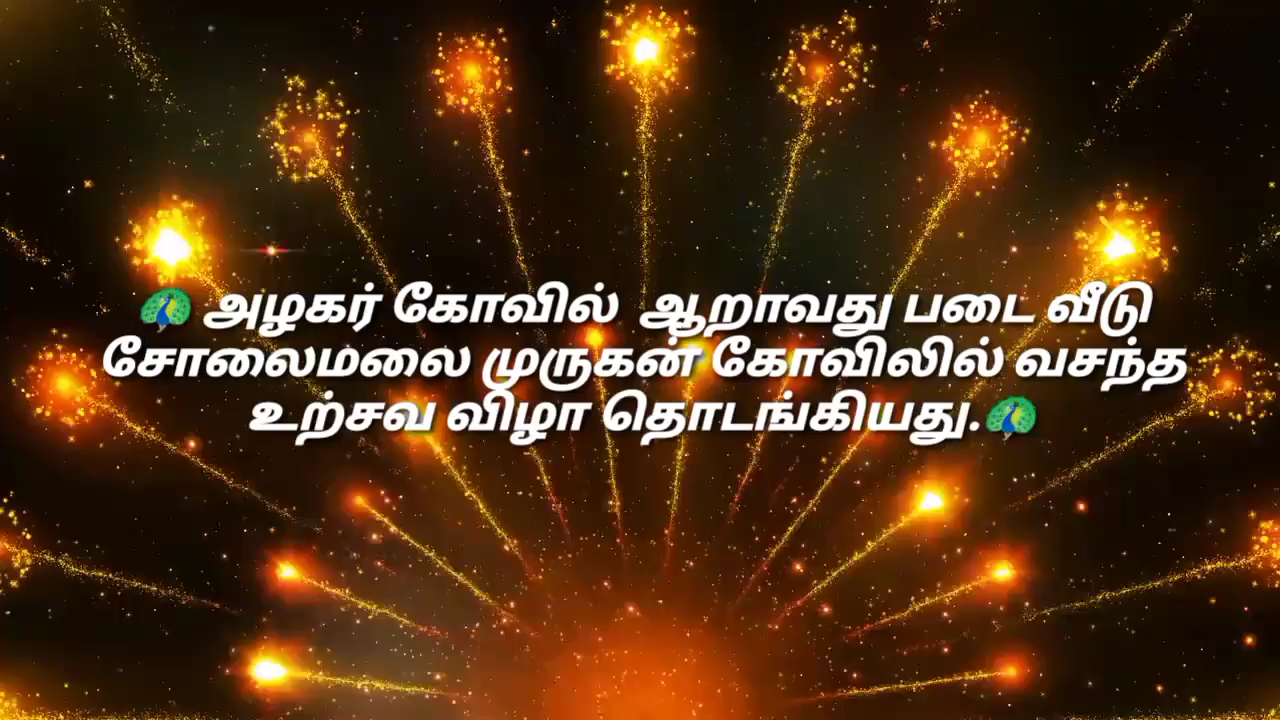 🦚 அழகர் கோவில் ஆறாவது படை வீடு
சோலைமலை முருகன் கோவிலில் வசந்த
உற்சவ விழா தொடங்கியது.🦚